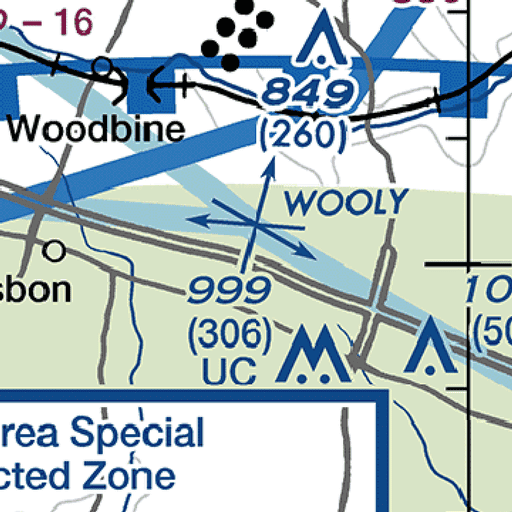 – 16
849
(260)
Woodbine
WOOLY
sbon
999
(306)
UC
10
(50
rea Special
cted Zone